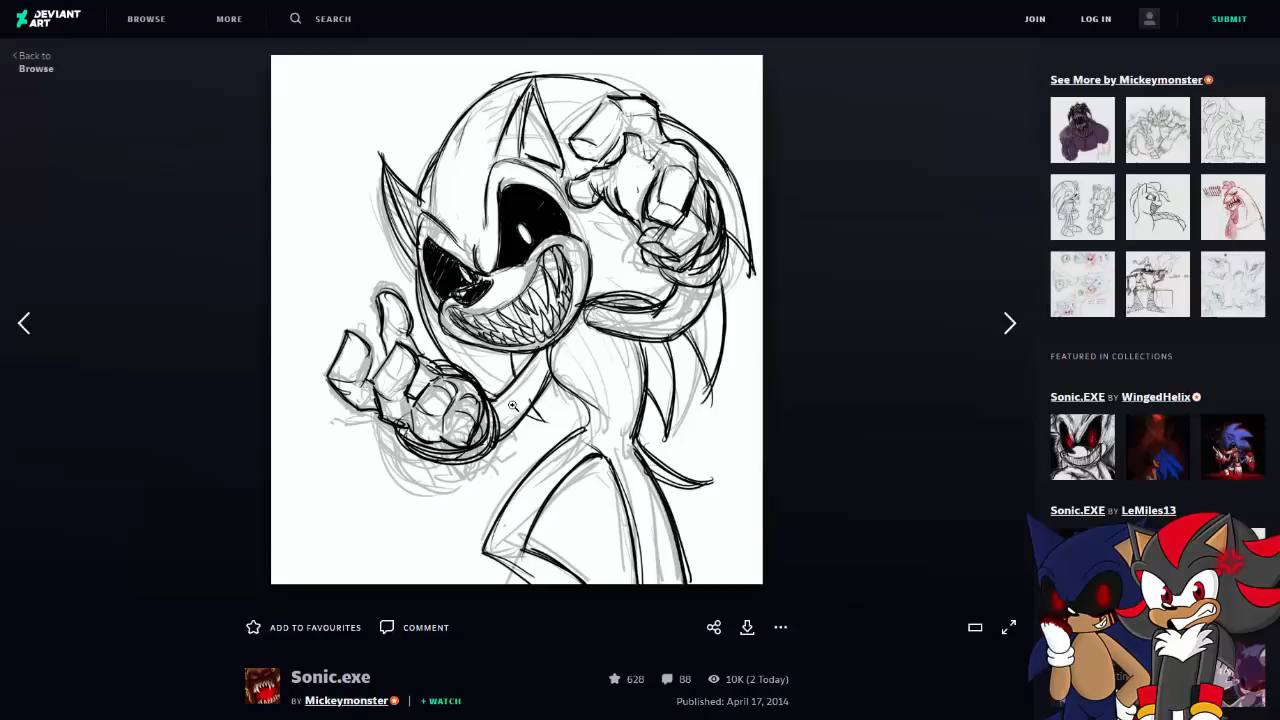 DEVIANT
ART
BROWSE
MORE
SEARCH
JOIN
LOG IN
SUBMIT
Back to
Browse
See More by Mickeymonster
FEATURED IN COLLECTIONS
Sonic.EXE BY WingedHelix
Sonic.EXE BY LeMiles13
ADD TO FAVOURITES
COMMENT
Sonic.exe
BY Mickeymonster
+ WATCH
628
88
10K (2 Today)
Published: April 17, 2014